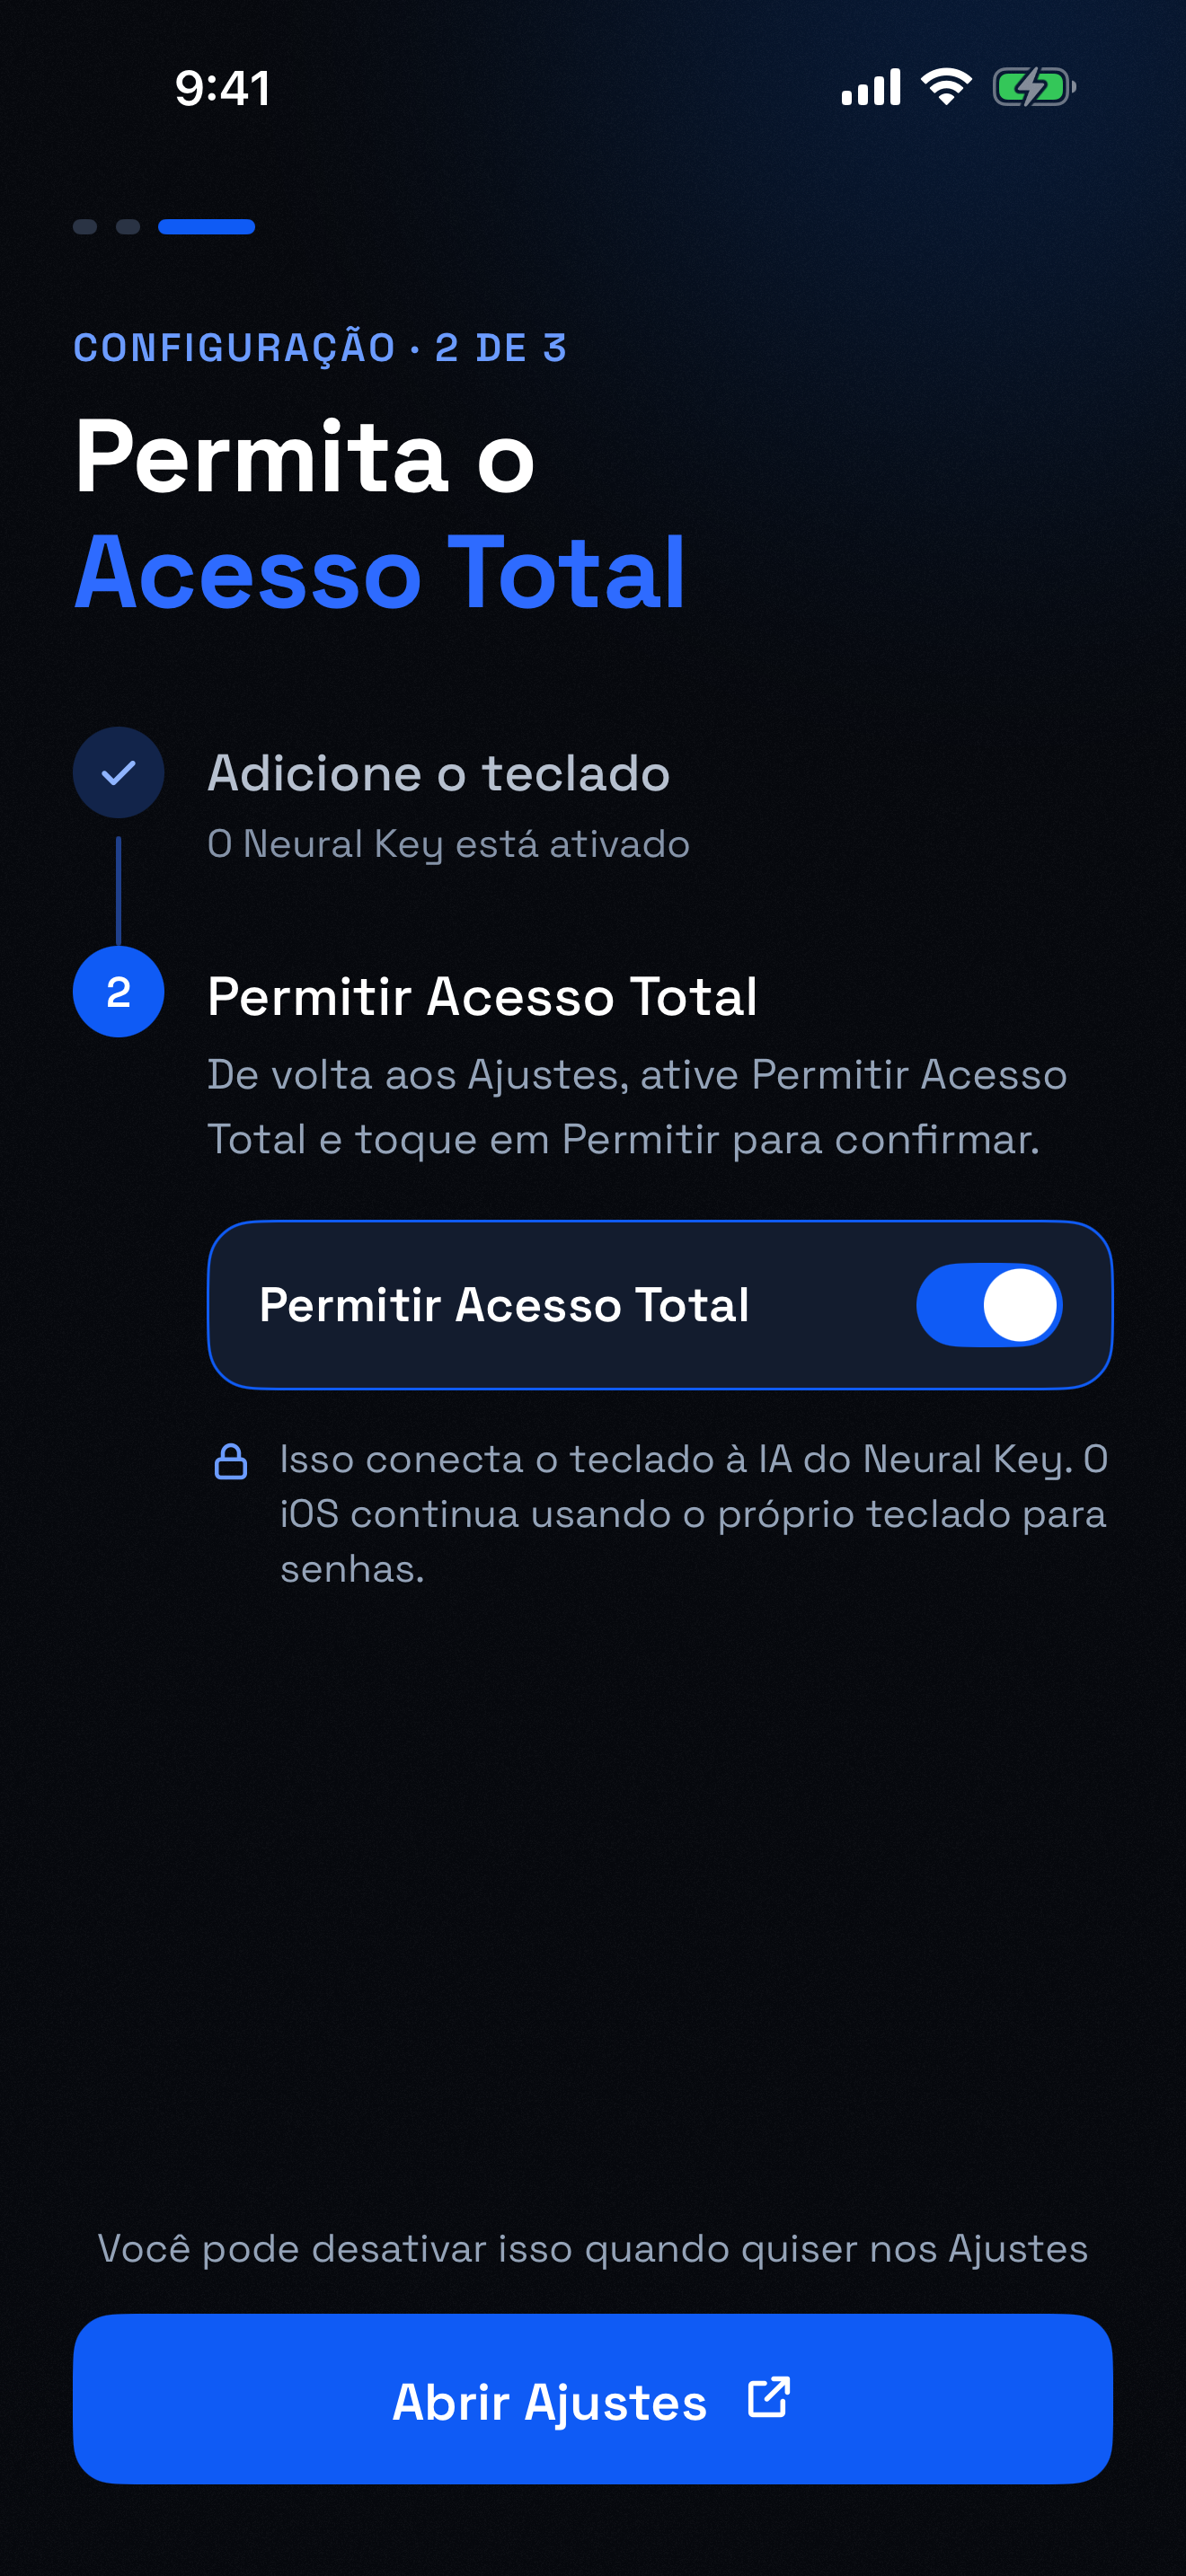 9:41
CONFIGURAÇÃO · 2 DE 3
Permita o
Acesso Total
Adicione o teclado
O Neural Key está ativado
2
Permitir Acesso Total
De volta aos Ajustes, ative Permitir Acesso
Total e toque em Permitir para confirmar.
Permitir Acesso Total
Isso conecta o teclado à IA do Neural Key. O
iOS continua usando o próprio teclado para
senhas.
Você pode desativar isso quando quiser nos Ajustes
Abrir Ajustes